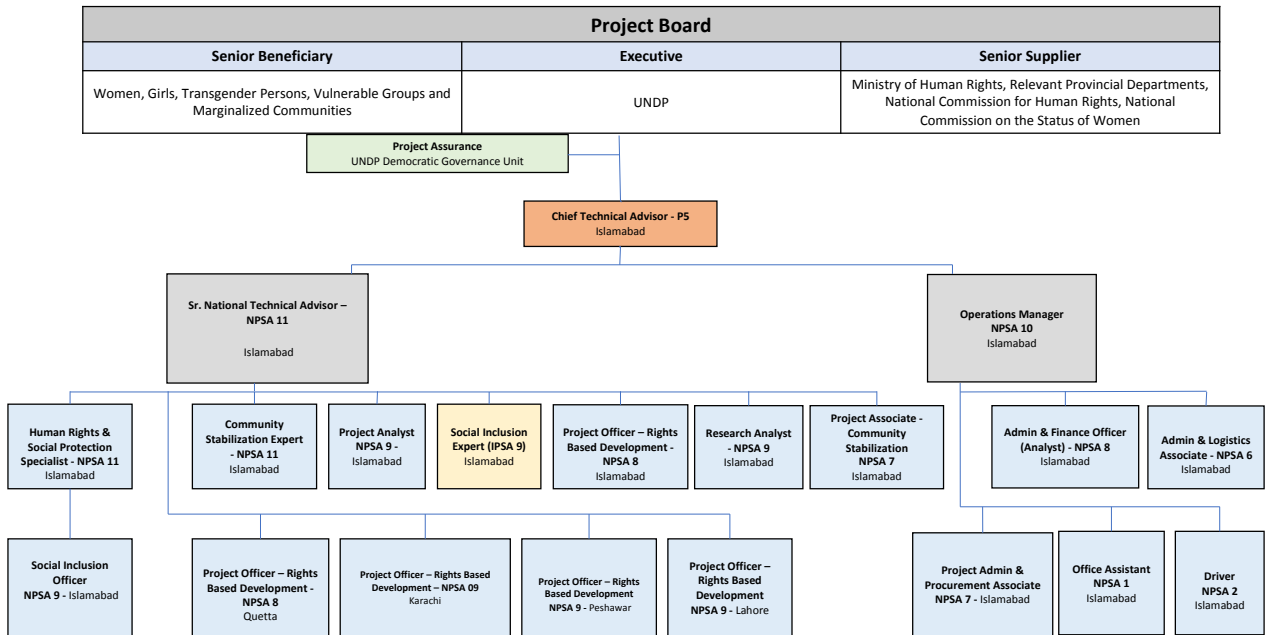 Project Board
Senior Beneficiary
Executive
Senior Supplier
Women, Girls, Transgender Persons, Vulnerable Groups and
Marginalized Communities
UNDP
Ministry of Human Rights, Relevant Provincial Departments,
National Commission for Human Rights, National
Commission on the Status of Women
Project Assurance
UNDP Democratic Governance Unit
Chief Technical Advisor - P5
Islamabad
Sr. National Technical Advisor –
NPSA 11
Islamabad
Operations Manager
NPSA 10
Islamabad
Human Rights &
Social Protection
Specialist - NPSA 11
Islamabad
Community
Stabilization Expert
- NPSA 11
Islamabad
Project Analyst
NPSA 9 -
Islamabad
Social Inclusion
Expert (IPSA 9)
Islamabad
Project Officer – Rights
Based Development -
NPSA 8
Islamabad
Research Analyst
- NPSA 9
Islamabad
Project Associate -
Community
Stabilization
NPSA 7
Islamabad
Admin & Finance Officer
(Analyst) - NPSA 8
Islamabad
Admin & Logistics
Associate - NPSA 6
Islamabad
Social Inclusion
Officer
NPSA 9 - Islamabad
Project Officer – Rights
Based Development -
NPSA 8
Quetta
Project Officer – Rights Based
Development – NPSA 09
Karachi
Project Officer – Rights
Based Development
NPSA 9 - Peshawar
Project Officer –
Rights Based
Development
NPSA 9 - Lahore
Project Admin &
Procurement Associate
NPSA 7 - Islamabad
Office Assistant
NPSA 1
Islamabad
Driver
NPSA 2
Islamabad